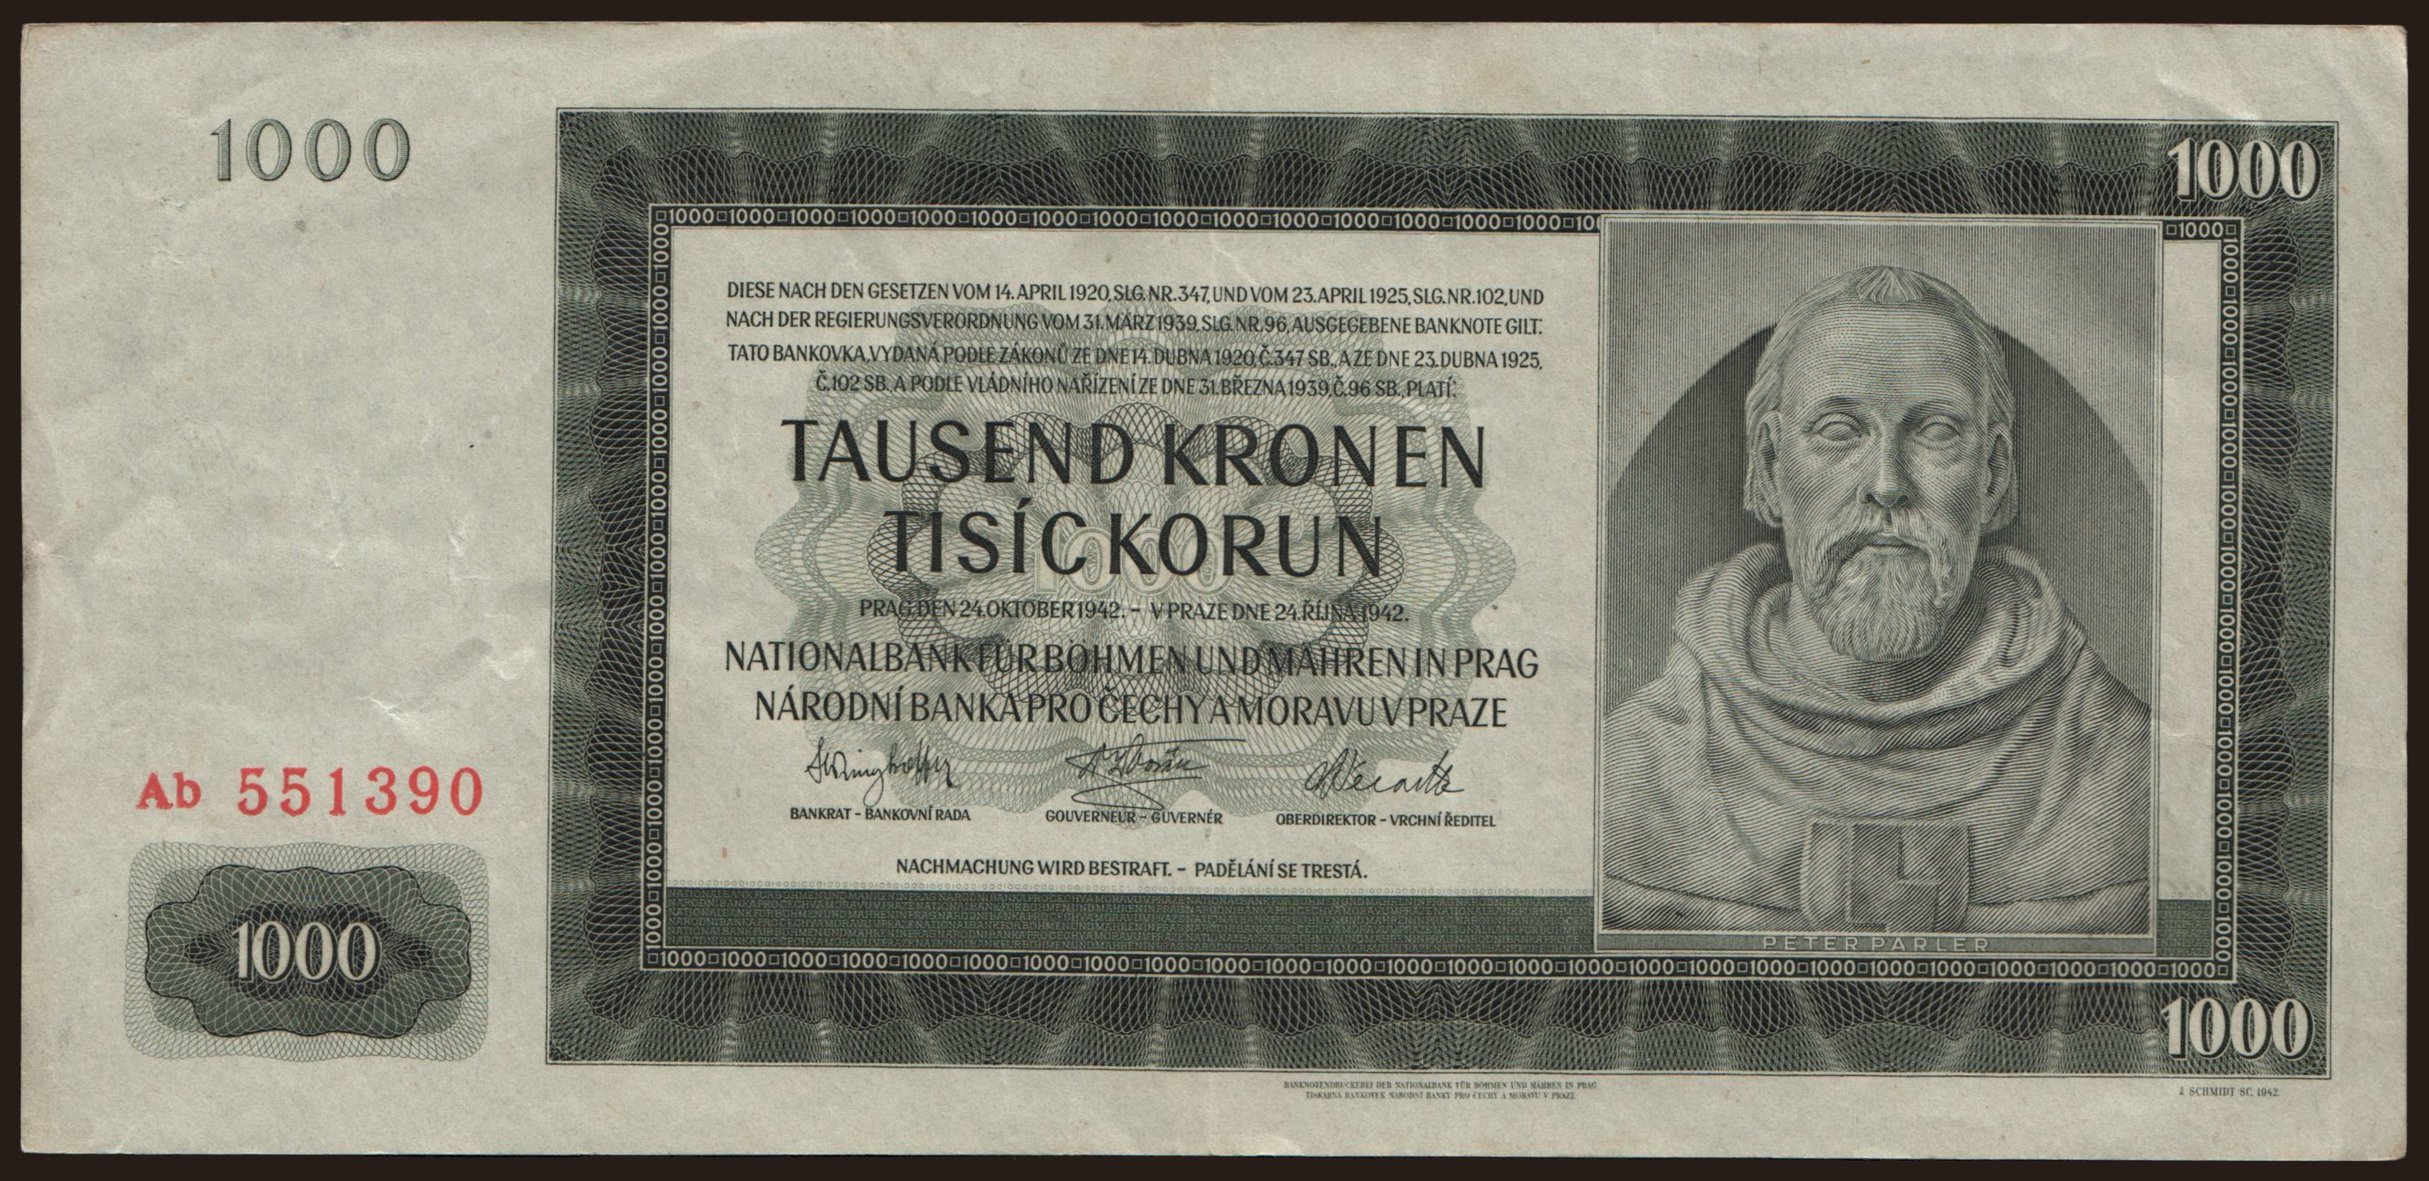 1000
1000
DIESE NACH DEN GESETZEN VOM 14. APRIL 1920, SLG. NR. 347, UND VOM 23. APRIL 1925, SLG. NR. 102, UND
NACH DER REGIERUNGSVERORDNUNG VOM 31. MÄRZ 1939, SLG. NR. 96, AUSGEGEBENE BANKNOTE GILT:
TATO BANKOVKA, VYDANÁ PODLE ZÁKONŮ ZE DNE 14. DUBNA 1920, Č. 347 SB., A ZE DNE 23. DUBNA 1925,
Č. 102 SB., A PODLE VLÁDNÍHO NAŘÍZENÍ ZE DNE 31. BŘEZNA 1939, Č. 96 SB., PLATÍ:
TAUSEND KRONEN
TISÍC KORUN
1000
PRAG, DEN 24. OKTOBER 1942. – V PRAZE DNE 24. ŘÍJNA 1942.
NATIONALBANK FÜR BÖHMEN UND MÄHREN IN PRAG
NÁRODNÍ BANKA PRO ČECHY A MORAVU V PRAZE
BANKRAT – BANKOVNÍ RADA
GOUVERNEUR – GUVERNÉR
OBERDIREKTOR – VRCHNÍ ŘEDITEL
NACHMACHUNG WIRD BESTRAFT. – PADĚLÁNÍ SE TRESTÁ.
Ab 551390
1000
PETER PARLER
1000
BANKNOTENDRUCKEREI DER NATIONALBANK FÜR BÖHMEN UND MÄHREN IN PRAG
TISKÁRNA BANKOVEK NÁRODNÍ BANKY PRO ČECHY A MORAVU V PRAZE
J. SCHMIDT SC. 1942